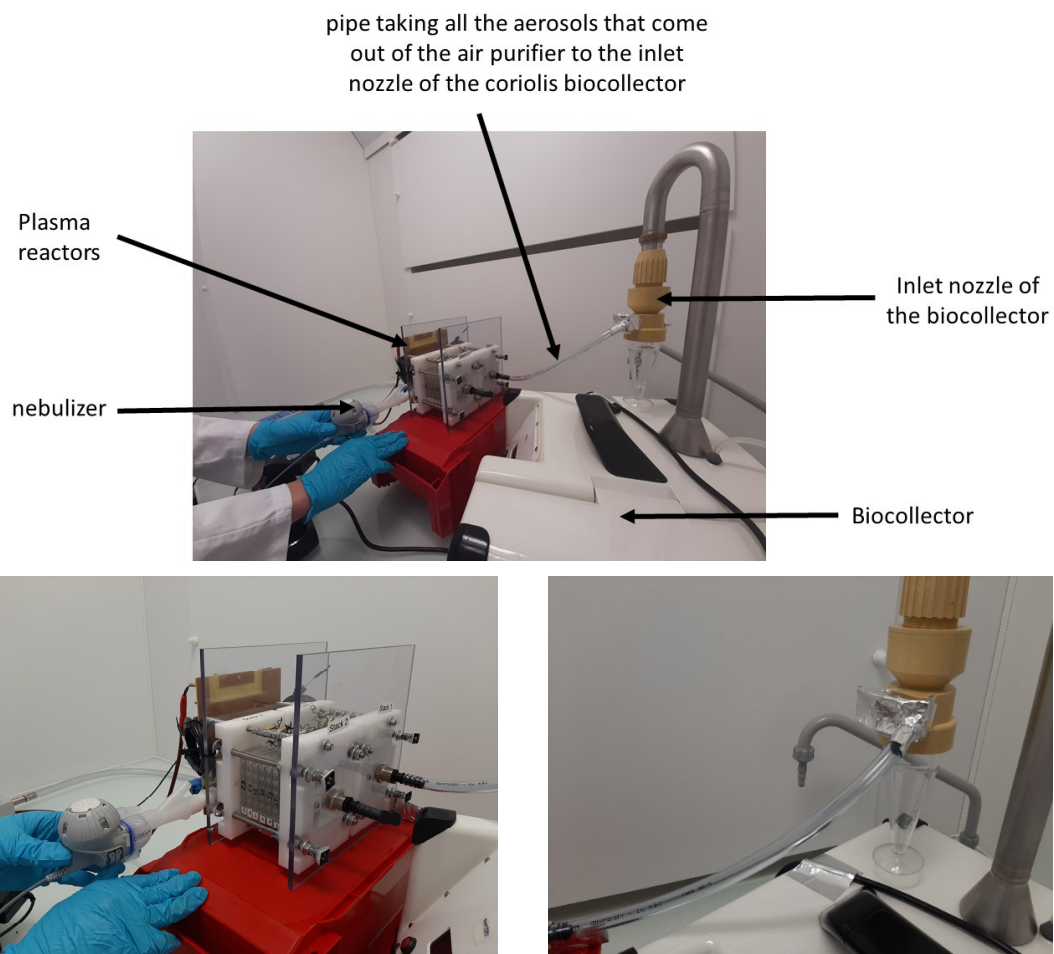 pipe taking all the aerosols that come
out of the air purifier to the inlet
nozzle of the coriolis biocollector
Plasma
reactors
Inlet nozzle of
the biocollector
nebulizer
Biocollector
Stack 2
Stack 1